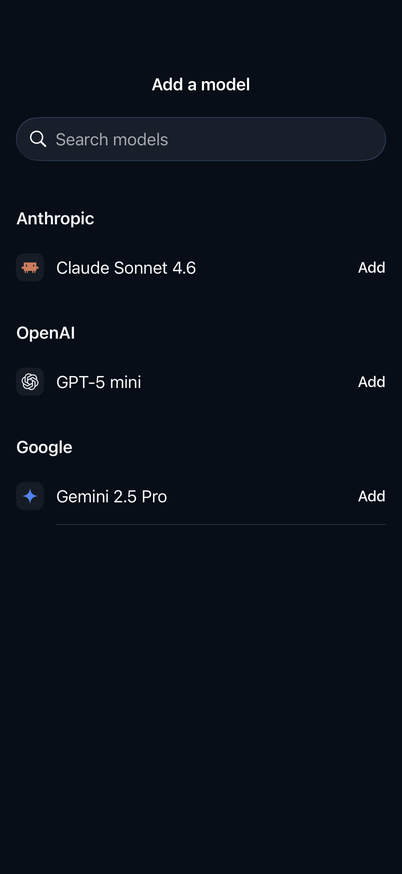 Add a model
Search models
Anthropic
Claude Sonnet 4.6 Add
OpenAI
GPT-5 mini Add
Google
Gemini 2.5 Pro Add